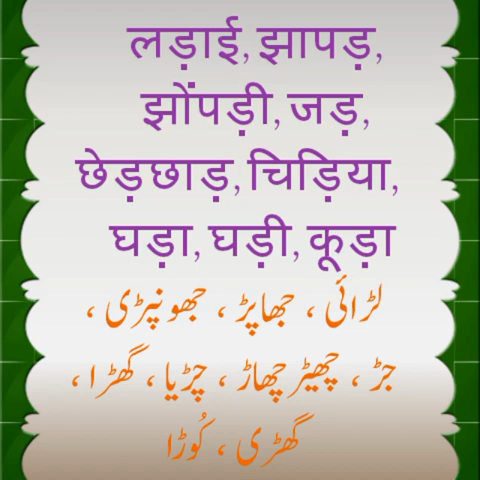 लड़ाई, झापड़,
झोंपड़ी, जड़,
छेड़छाड़, चिड़िया,
घड़ा, घड़ी, कूड़ा
لڑائی ، جھاپڑ ، جھونپڑی ،
جڑ ، چھیڑ چھاڑ ، چڑیا ، گھڑا ،
گھڑی ، کُوڑا